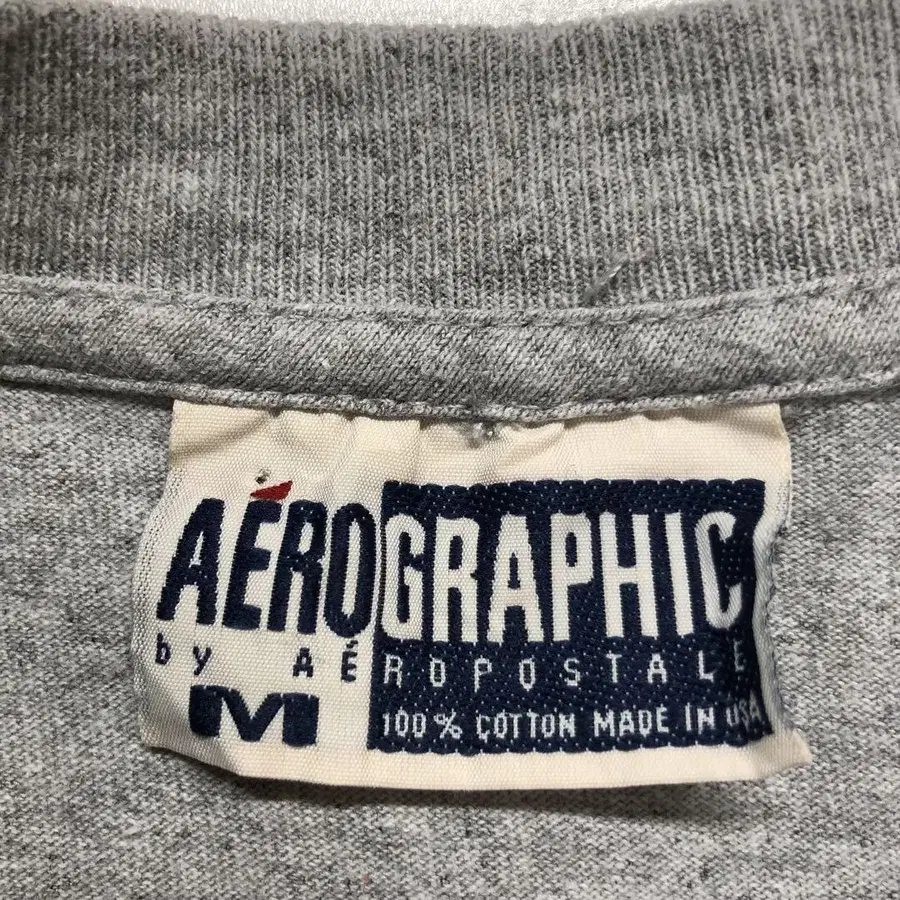 AÉROGRAPHIC
by AÉROPOSTALE
M
100% COTTON MADE IN USA